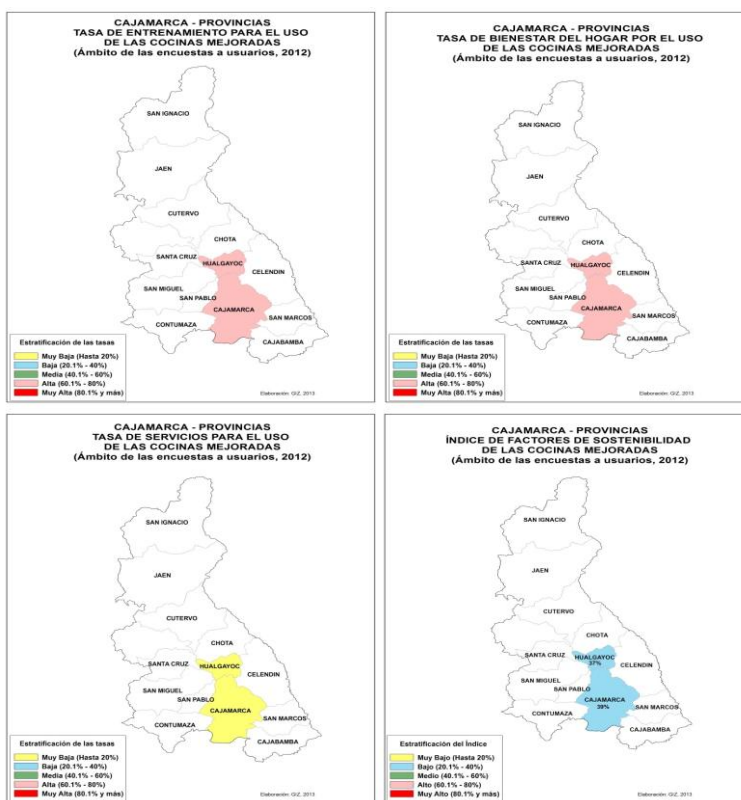 CAJAMARCA - PROVINCIAS
TASA DE ENTRENAMIENTO PARA EL USO
DE LAS COCINAS MEJORADAS
(Ámbito de las encuestas a usuarios, 2012)
SAN IGNACIO
JAEN
CUTERVO
CHOTA
SANTA CRUZ
HUALGAYOC
CELENDIN
SAN MIGUEL
SAN PABLO
CAJAMARCA
CONTUMAZA
SAN MARCOS
CAJABAMBA
Estratificación de las tasas
Muy Baja (Hasta 20%)
Baja (20.1% - 40%)
Media (40.1% - 60%)
Alta (60.1% - 80%)
Muy Alta (80.1% y más)
Elaboración: GIZ, 2013
CAJAMARCA - PROVINCIAS
TASA DE BIENESTAR DEL HOGAR POR EL USO
DE LAS COCINAS MEJORADAS
(Ámbito de las encuestas a usuarios, 2012)
SAN IGNACIO
JAEN
CUTERVO
CHOTA
SANTA CRUZ
HUALGAYOC
CELENDIN
SAN MIGUEL
SAN PABLO
CAJAMARCA
CONTUMAZA
SAN MARCOS
CAJABAMBA
Estratificación de las tasas
Muy Baja (Hasta 20%)
Baja (20.1% - 40%)
Media (40.1% - 60%)
Alta (60.1% - 80%)
Muy Alta (80.1% y más)
Elaboración: GIZ, 2013
CAJAMARCA - PROVINCIAS
TASA DE SERVICIOS PARA EL USO
DE LAS COCINAS MEJORADAS
(Ámbito de las encuestas a usuarios, 2012)
SAN IGNACIO
JAEN
CUTERVO
CHOTA
SANTA CRUZ
HUALGAYOC
CELENDIN
SAN MIGUEL
SAN PABLO
CAJAMARCA
CONTUMAZA
SAN MARCOS
CAJABAMBA
Estratificación de las tasas
Muy Baja (Hasta 20%)
Baja (20.1% - 40%)
Media (40.1% - 60%)
Alta (60.1% - 80%)
Muy Alta (80.1% y más)
Elaboración: GIZ, 2013
CAJAMARCA - PROVINCIAS
ÍNDICE DE FACTORES DE SOSTENIBILIDAD
DE LAS COCINAS MEJORADAS
(Ámbito de las encuestas a usuarios, 2012)
SAN IGNACIO
JAEN
CUTERVO
CHOTA
SANTA CRUZ
HUALGAYOC
37%
CELENDIN
SAN MIGUEL
SAN PABLO
CAJAMARCA
39%
CONTUMAZA
SAN MARCOS
CAJABAMBA
Estratificación del Índice
Muy Bajo (Hasta 20%)
Bajo (20.1% - 40%)
Medio (40.1% - 60%)
Alto (60.1% - 80%)
Muy Alto (80.1% y más)
Elaboración: GIZ, 2013